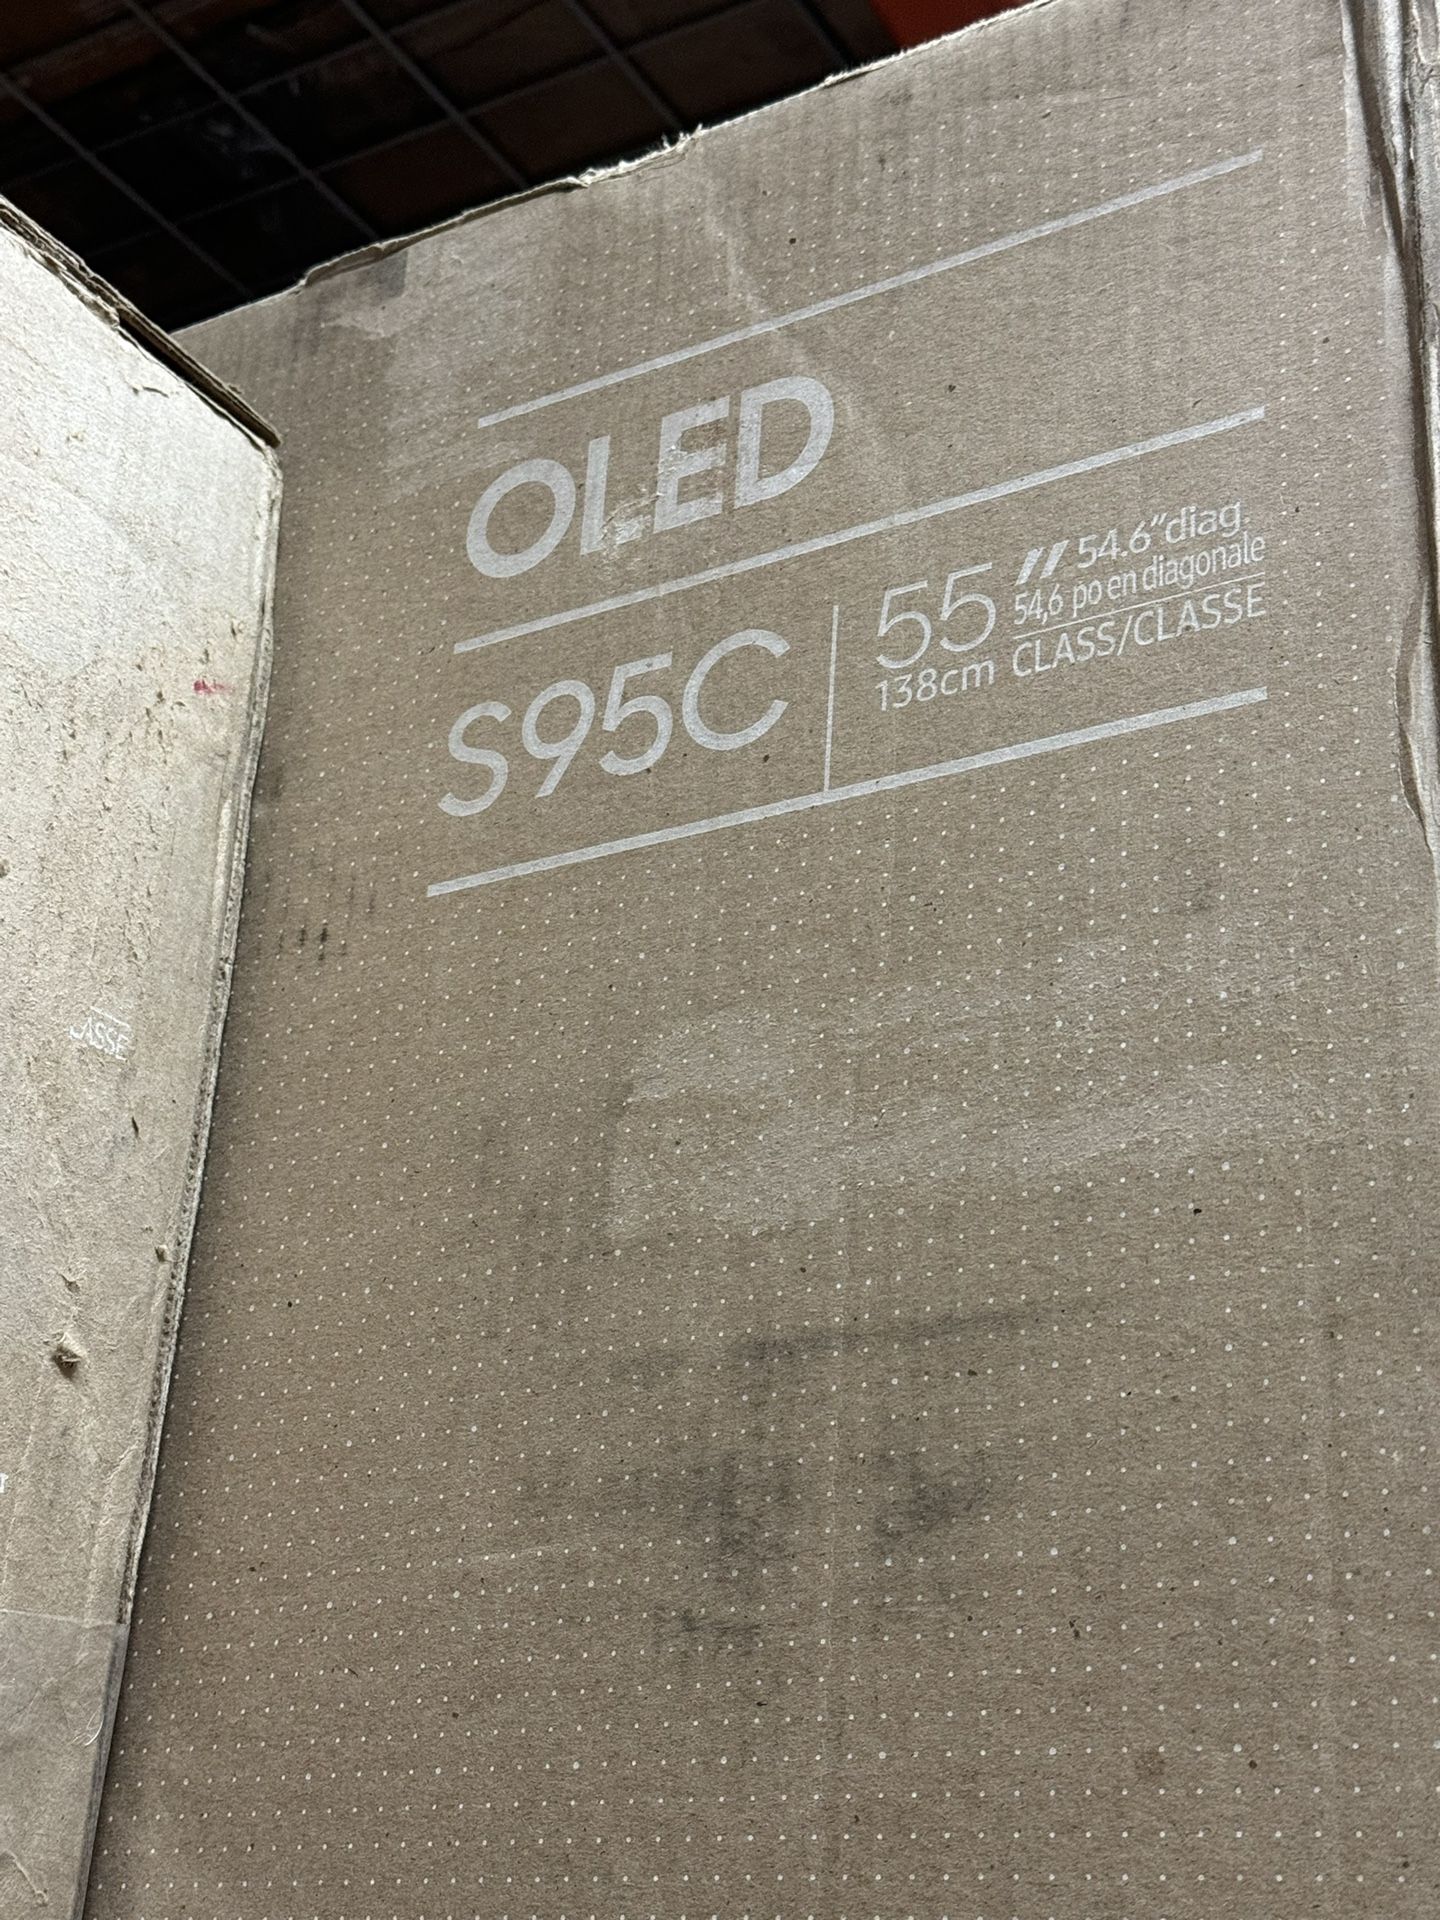 OLED
S95C
55" 54.6"diag.
54,6 po en diagonale
138cm CLASS/CLASSE
ASSE